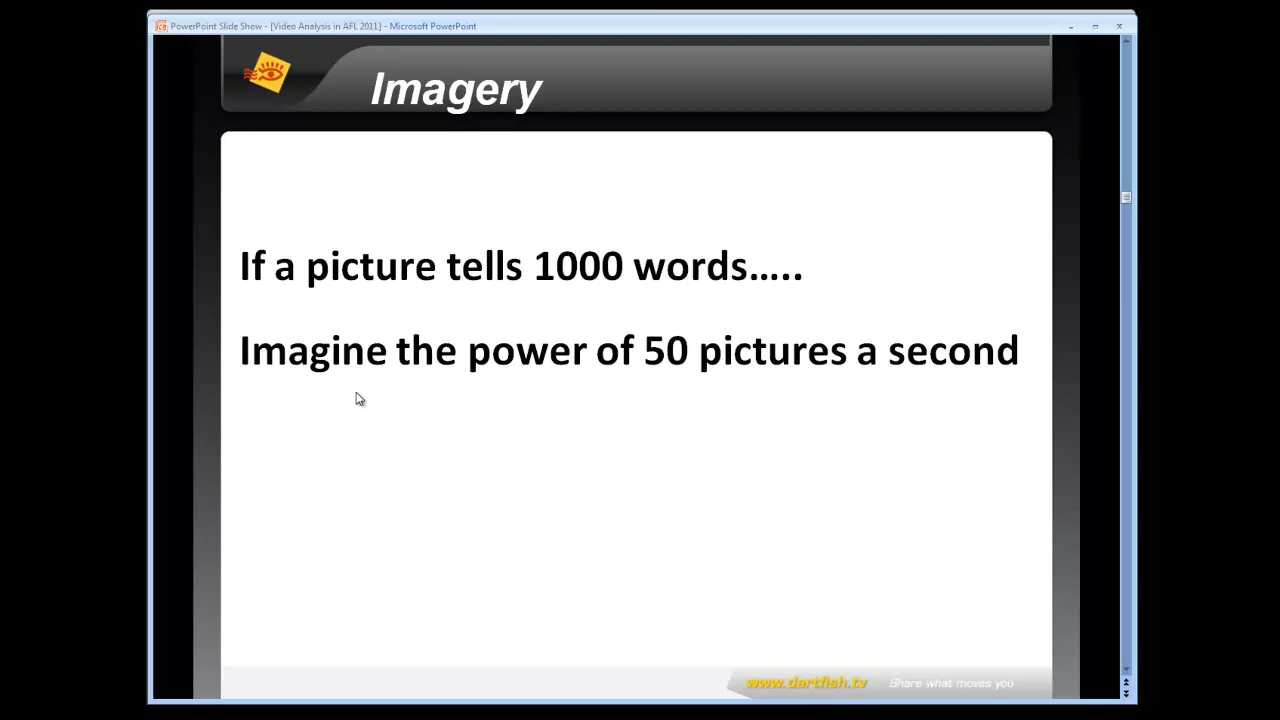 PowerPoint Slide Show - [Video Analysis in AFL 2011] - Microsoft PowerPoint
Imagery
If a picture tells 1000 words.....
Imagine the power of 50 pictures a second
www.dartfish.tv Share what moves you